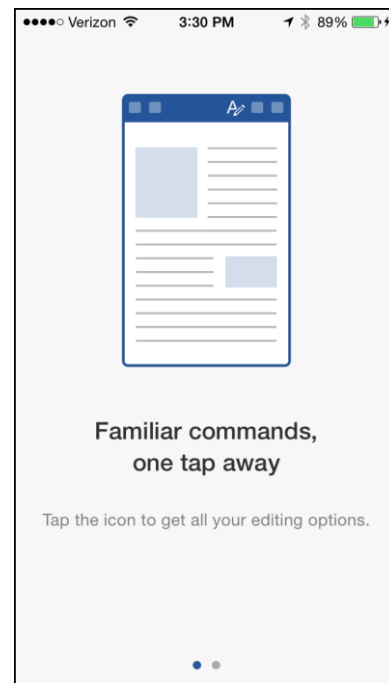 Verizon 3:30 PM 89%
A
Familiar commands,
one tap away
Tap the icon to get all your editing options.